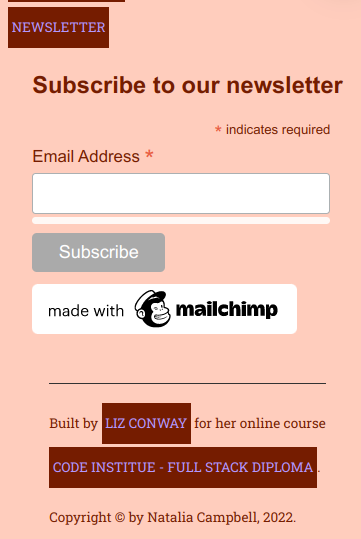 NEWSLETTER
Subscribe to our newsletter
* indicates required
Email Address *
Subscribe
made with mailchimp
Built by LIZ CONWAY for her online course
CODE INSTITUE - FULL STACK DIPLOMA .
Copyright © by Natalia Campbell, 2022.